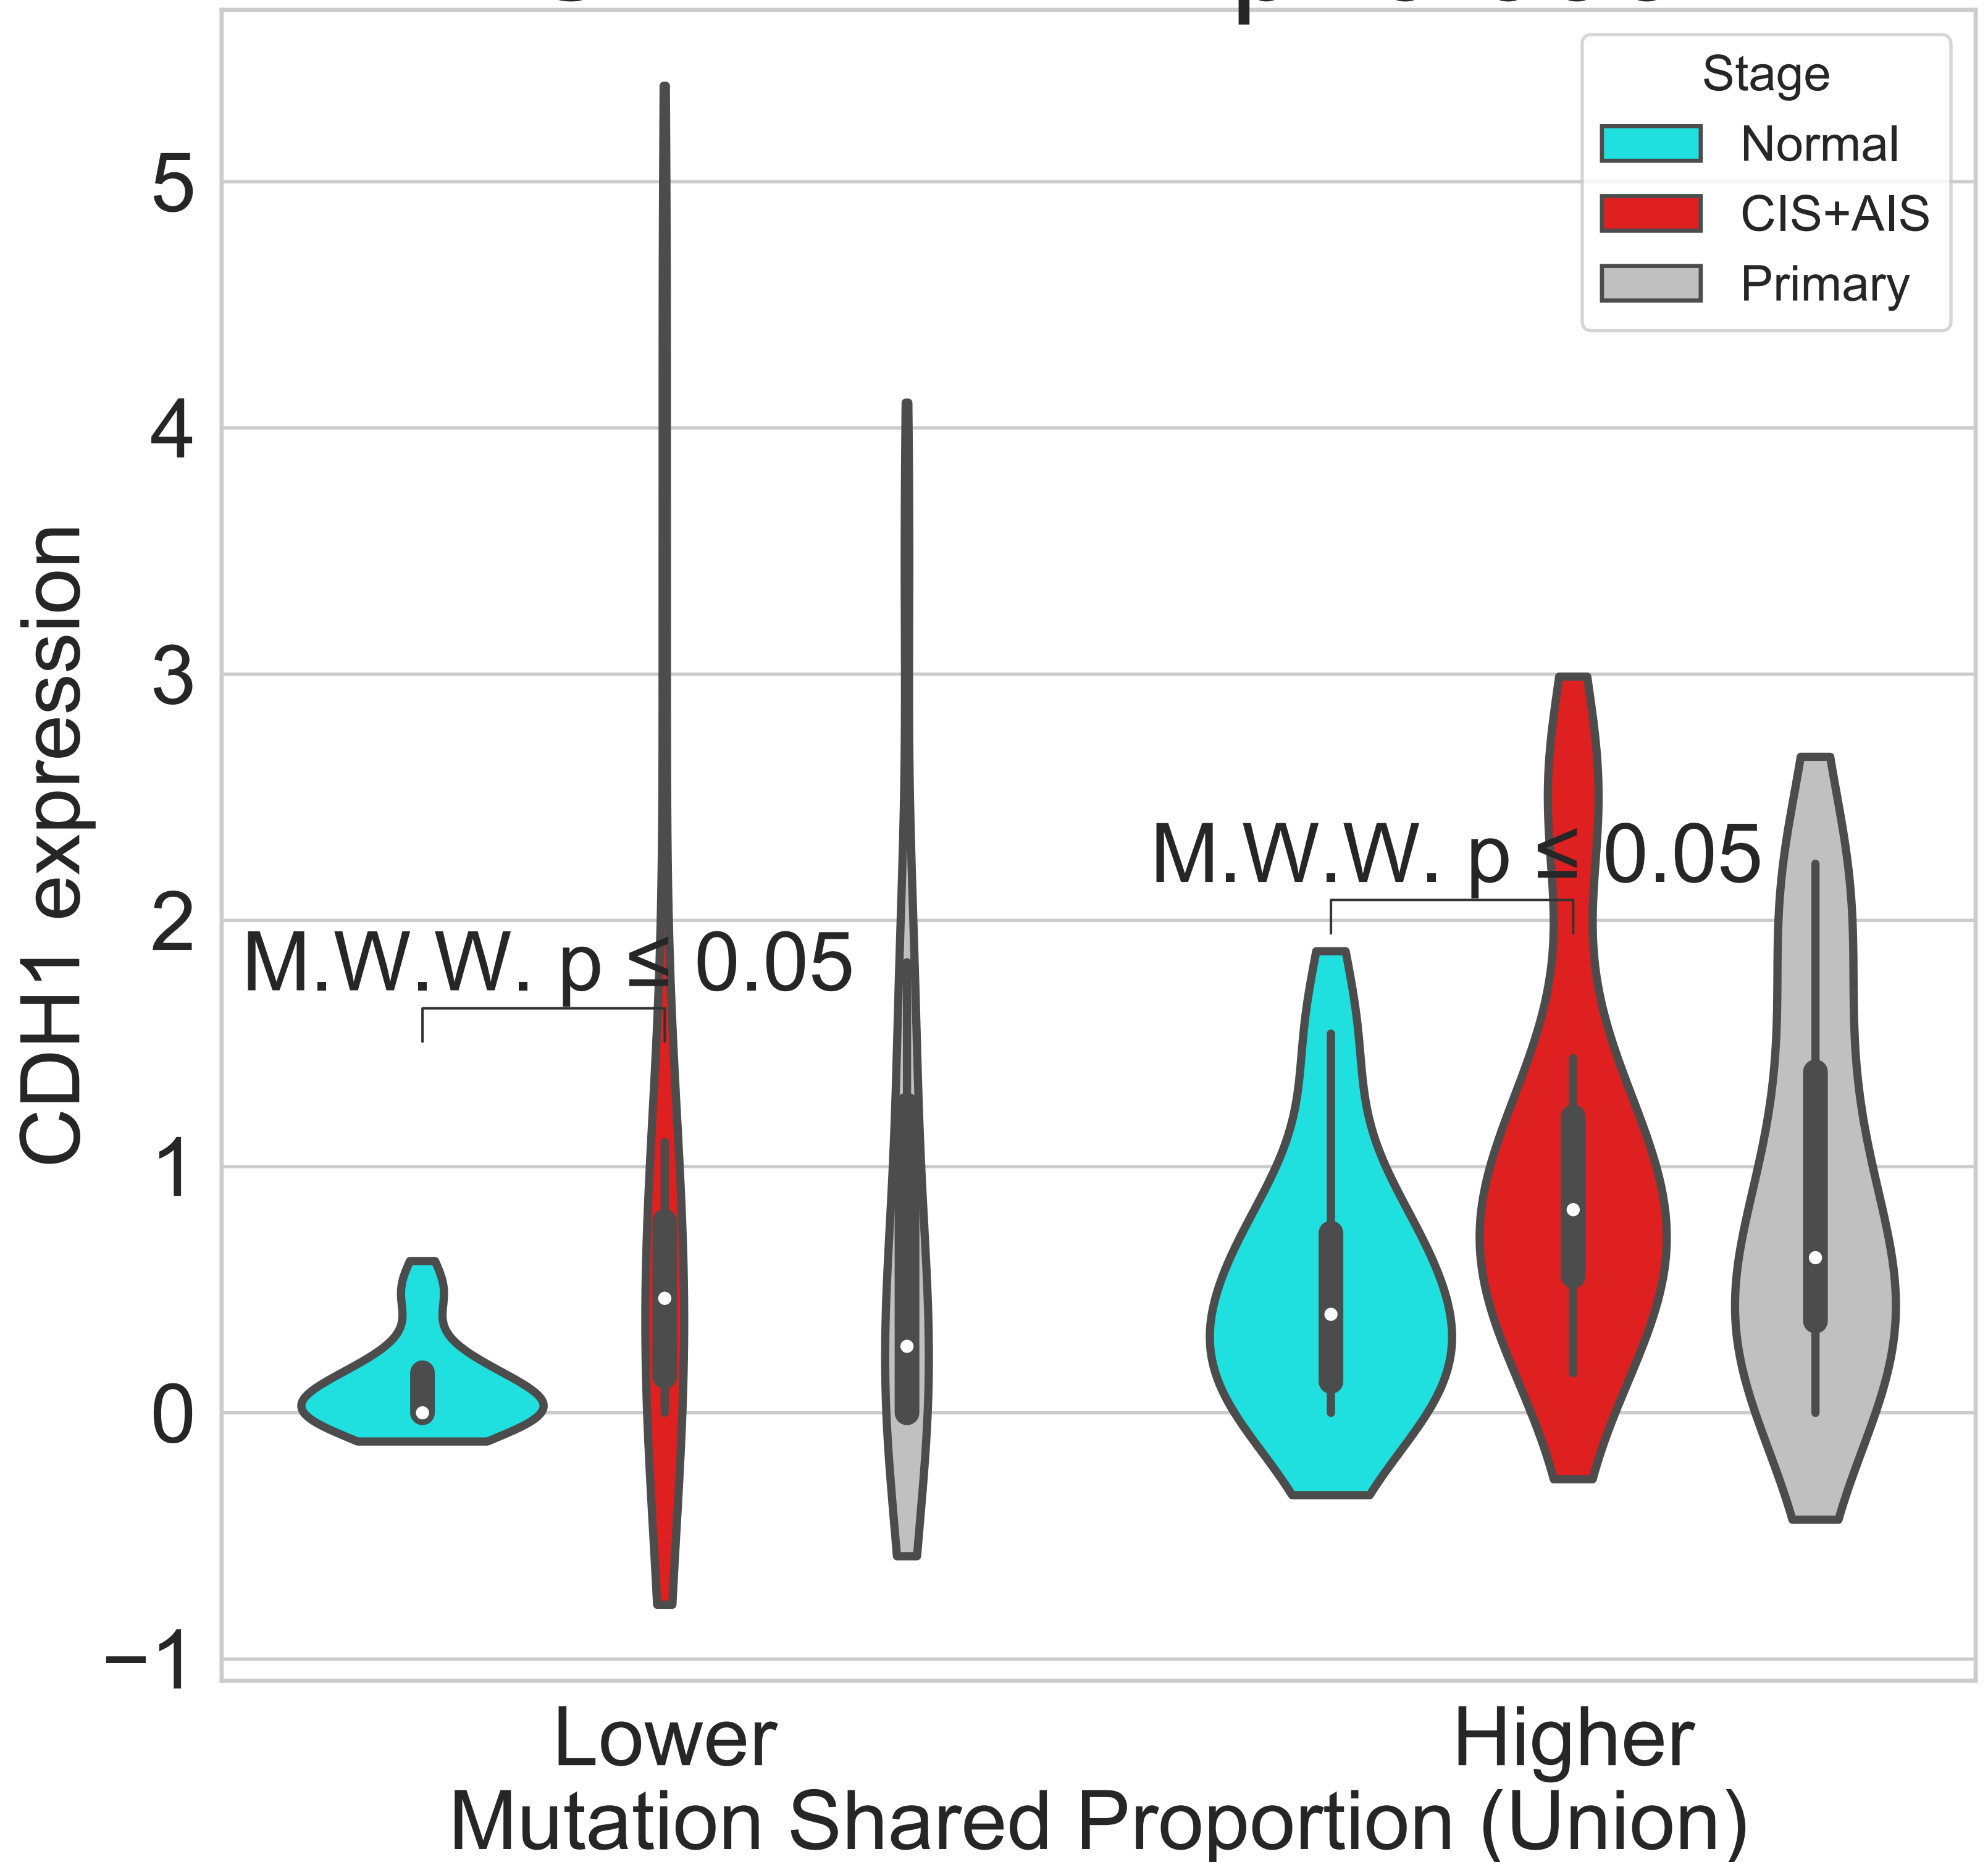 Stage
Normal
CIS+AIS
Primary
5
4
3
2
1
0
−1
CDH1 expression
M.W.W. p ≤ 0.05
M.W.W. p ≤ 0.05
Lower
Higher
Mutation Shared Proportion (Union)